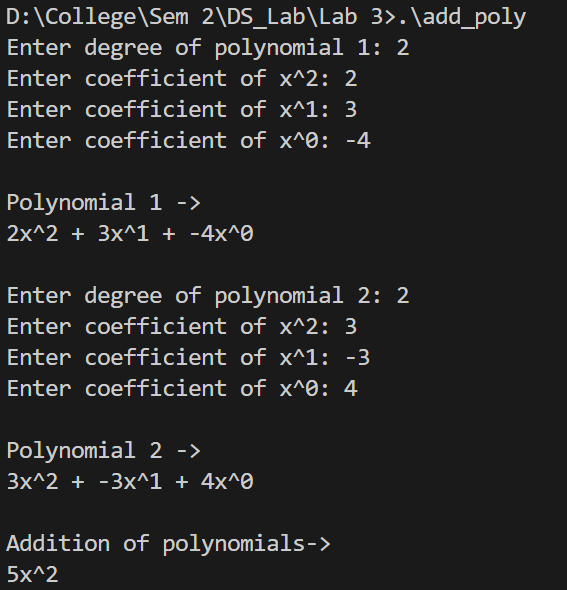 D:\College\Sem 2\DS_Lab\Lab 3>.\add_poly
Enter degree of polynomial 1: 2
Enter coefficient of x^2: 2
Enter coefficient of x^1: 3
Enter coefficient of x^0: -4
Polynomial 1 ->
2x^2 + 3x^1 + -4x^0
Enter degree of polynomial 2: 2
Enter coefficient of x^2: 3
Enter coefficient of x^1: -3
Enter coefficient of x^0: 4
Polynomial 2 ->
3x^2 + -3x^1 + 4x^0
Addition of polynomials->
5x^2